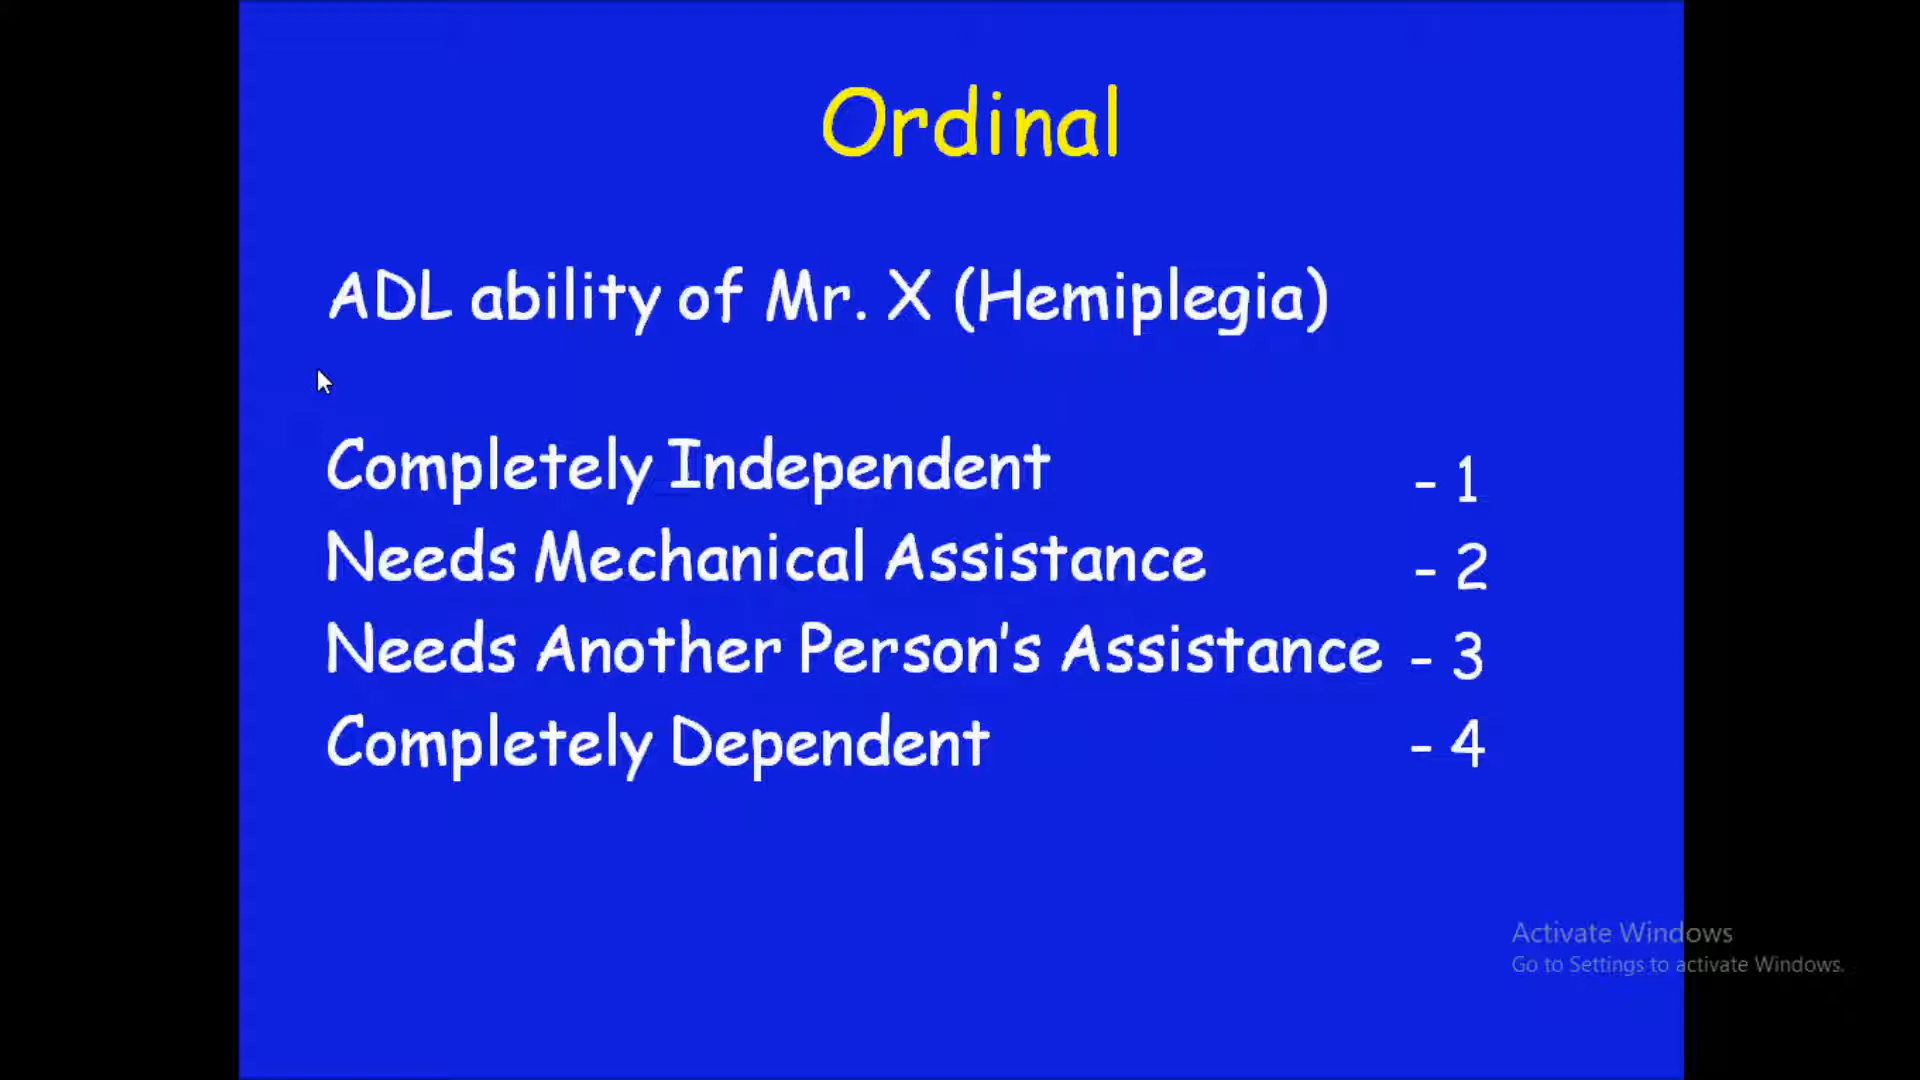 Ordinal
ADL ability of Mr. X (Hemiplegia)
Completely Independent - 1
Needs Mechanical Assistance - 2
Needs Another Person's Assistance - 3
Completely Dependent - 4
Activate Windows
Go to Settings to activate Windows.